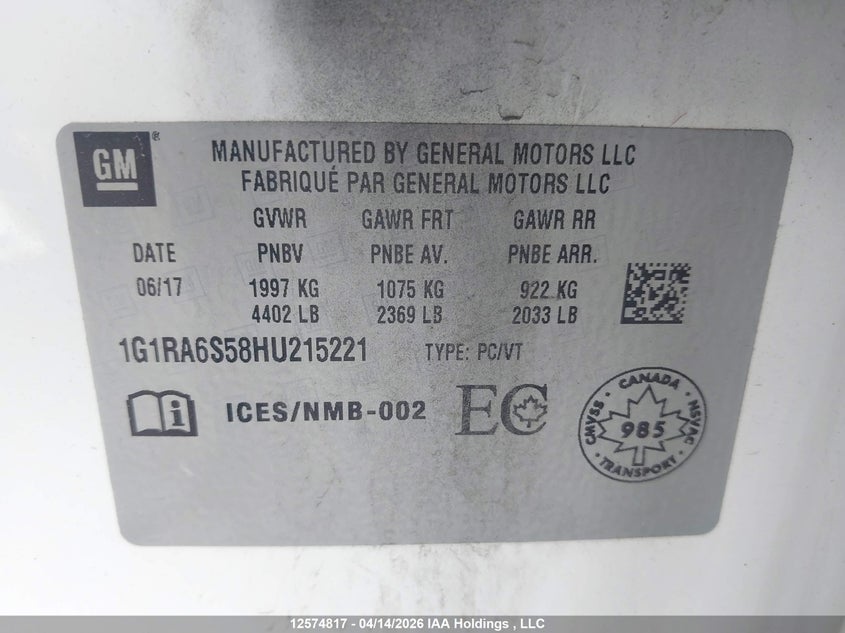 GM ®
MANUFACTURED BY GENERAL MOTORS LLC
FABRIQUÉ PAR GENERAL MOTORS LLC
GVWR GAWR FRT GAWR RR
DATE PNBV PNBE AV. PNBE ARR.
06/17 1997 KG 1075 KG 922 KG
4402 LB 2369 LB 2033 LB
1G1RA6S58HU215221 TYPE: PC/VT
i ICES/NMB-002 EC
CANADA
CMVSS 985 NSVAC
TRANSPORT
12574817 - 04/14/2026 IAA Holdings , LLC